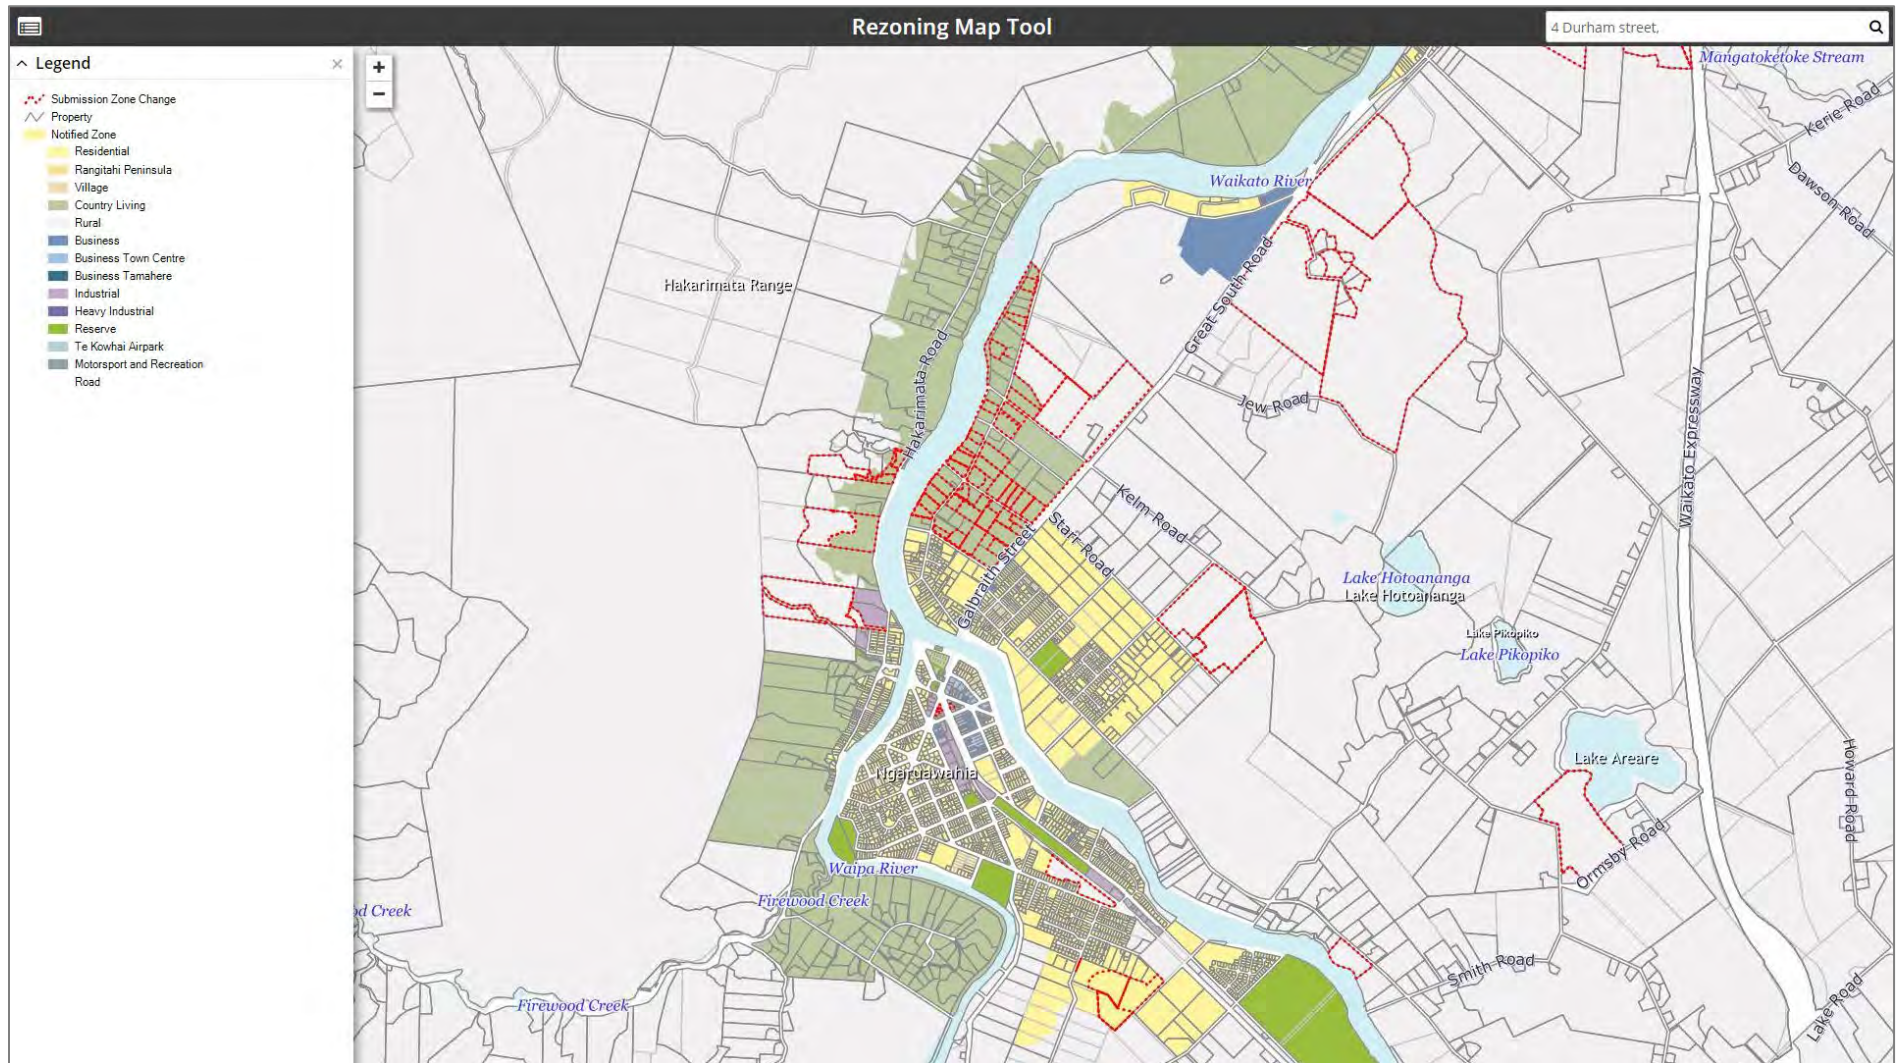 Rezoning Map Tool
4 Durham street,
Legend
Submission Zone Change
Property
Notified Zone
Residential
Rangitahi Peninsula
Village
Country Living
Rural
Business
Business Town Centre
Business Tamahere
Industrial
Heavy Industrial
Reserve
Te Kowhai Airpark
Motorsport and Recreation
Road
Mangatoketoke Stream
Kerie Road
Dawson Road
Waikato River
Hakarimata Range
Great South Road
Hakarimata Road
Jew Road
Waikato Expressway
Kelm Road
Starr Road
Galbraith Street
Lake Hotoananga
Lake Hotoananga
Lake Pikopiko
Lake Pikopiko
Lake Areare
Howard Road
Ngaruawahia
Ormsby Road
Waipa River
Firewood Creek
od Creek
Smith Road
Firewood Creek
Lake Road